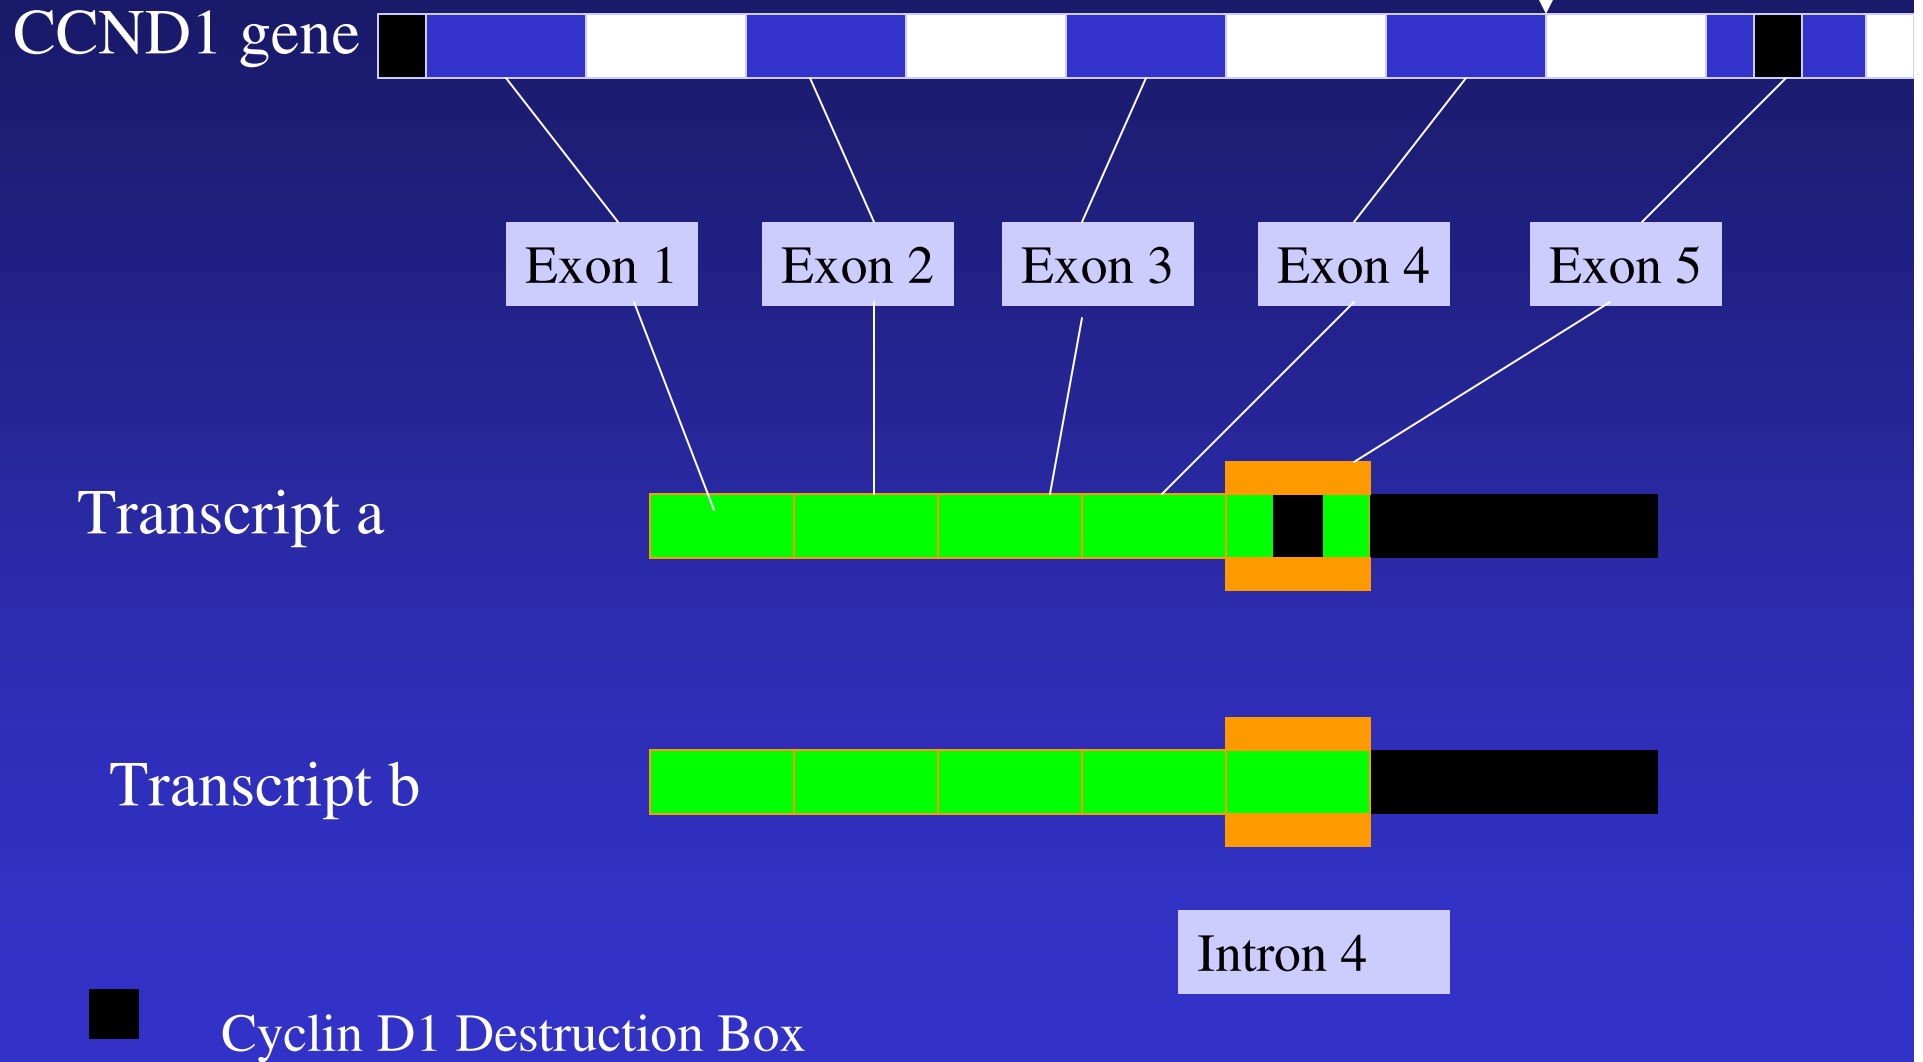 CCND1 gene
Exon 1
Exon 2
Exon 3
Exon 4
Exon 5
Transcript a
Transcript b
Intron 4
Cyclin D1 Destruction Box